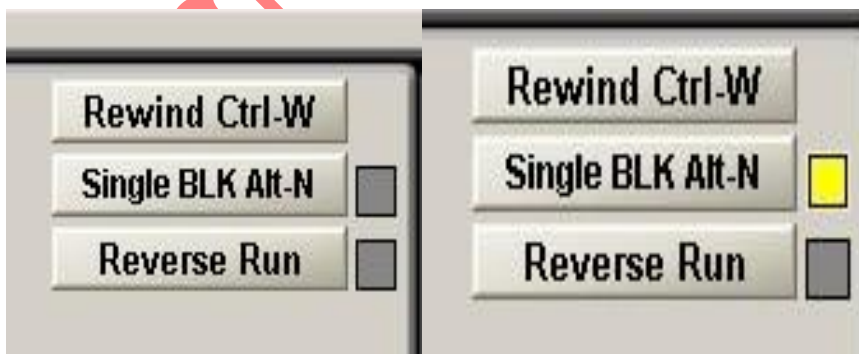 Rewind Ctrl-W
Single BLK Alt-N
Reverse Run
Rewind Ctrl-W
Single BLK Alt-N
Reverse Run